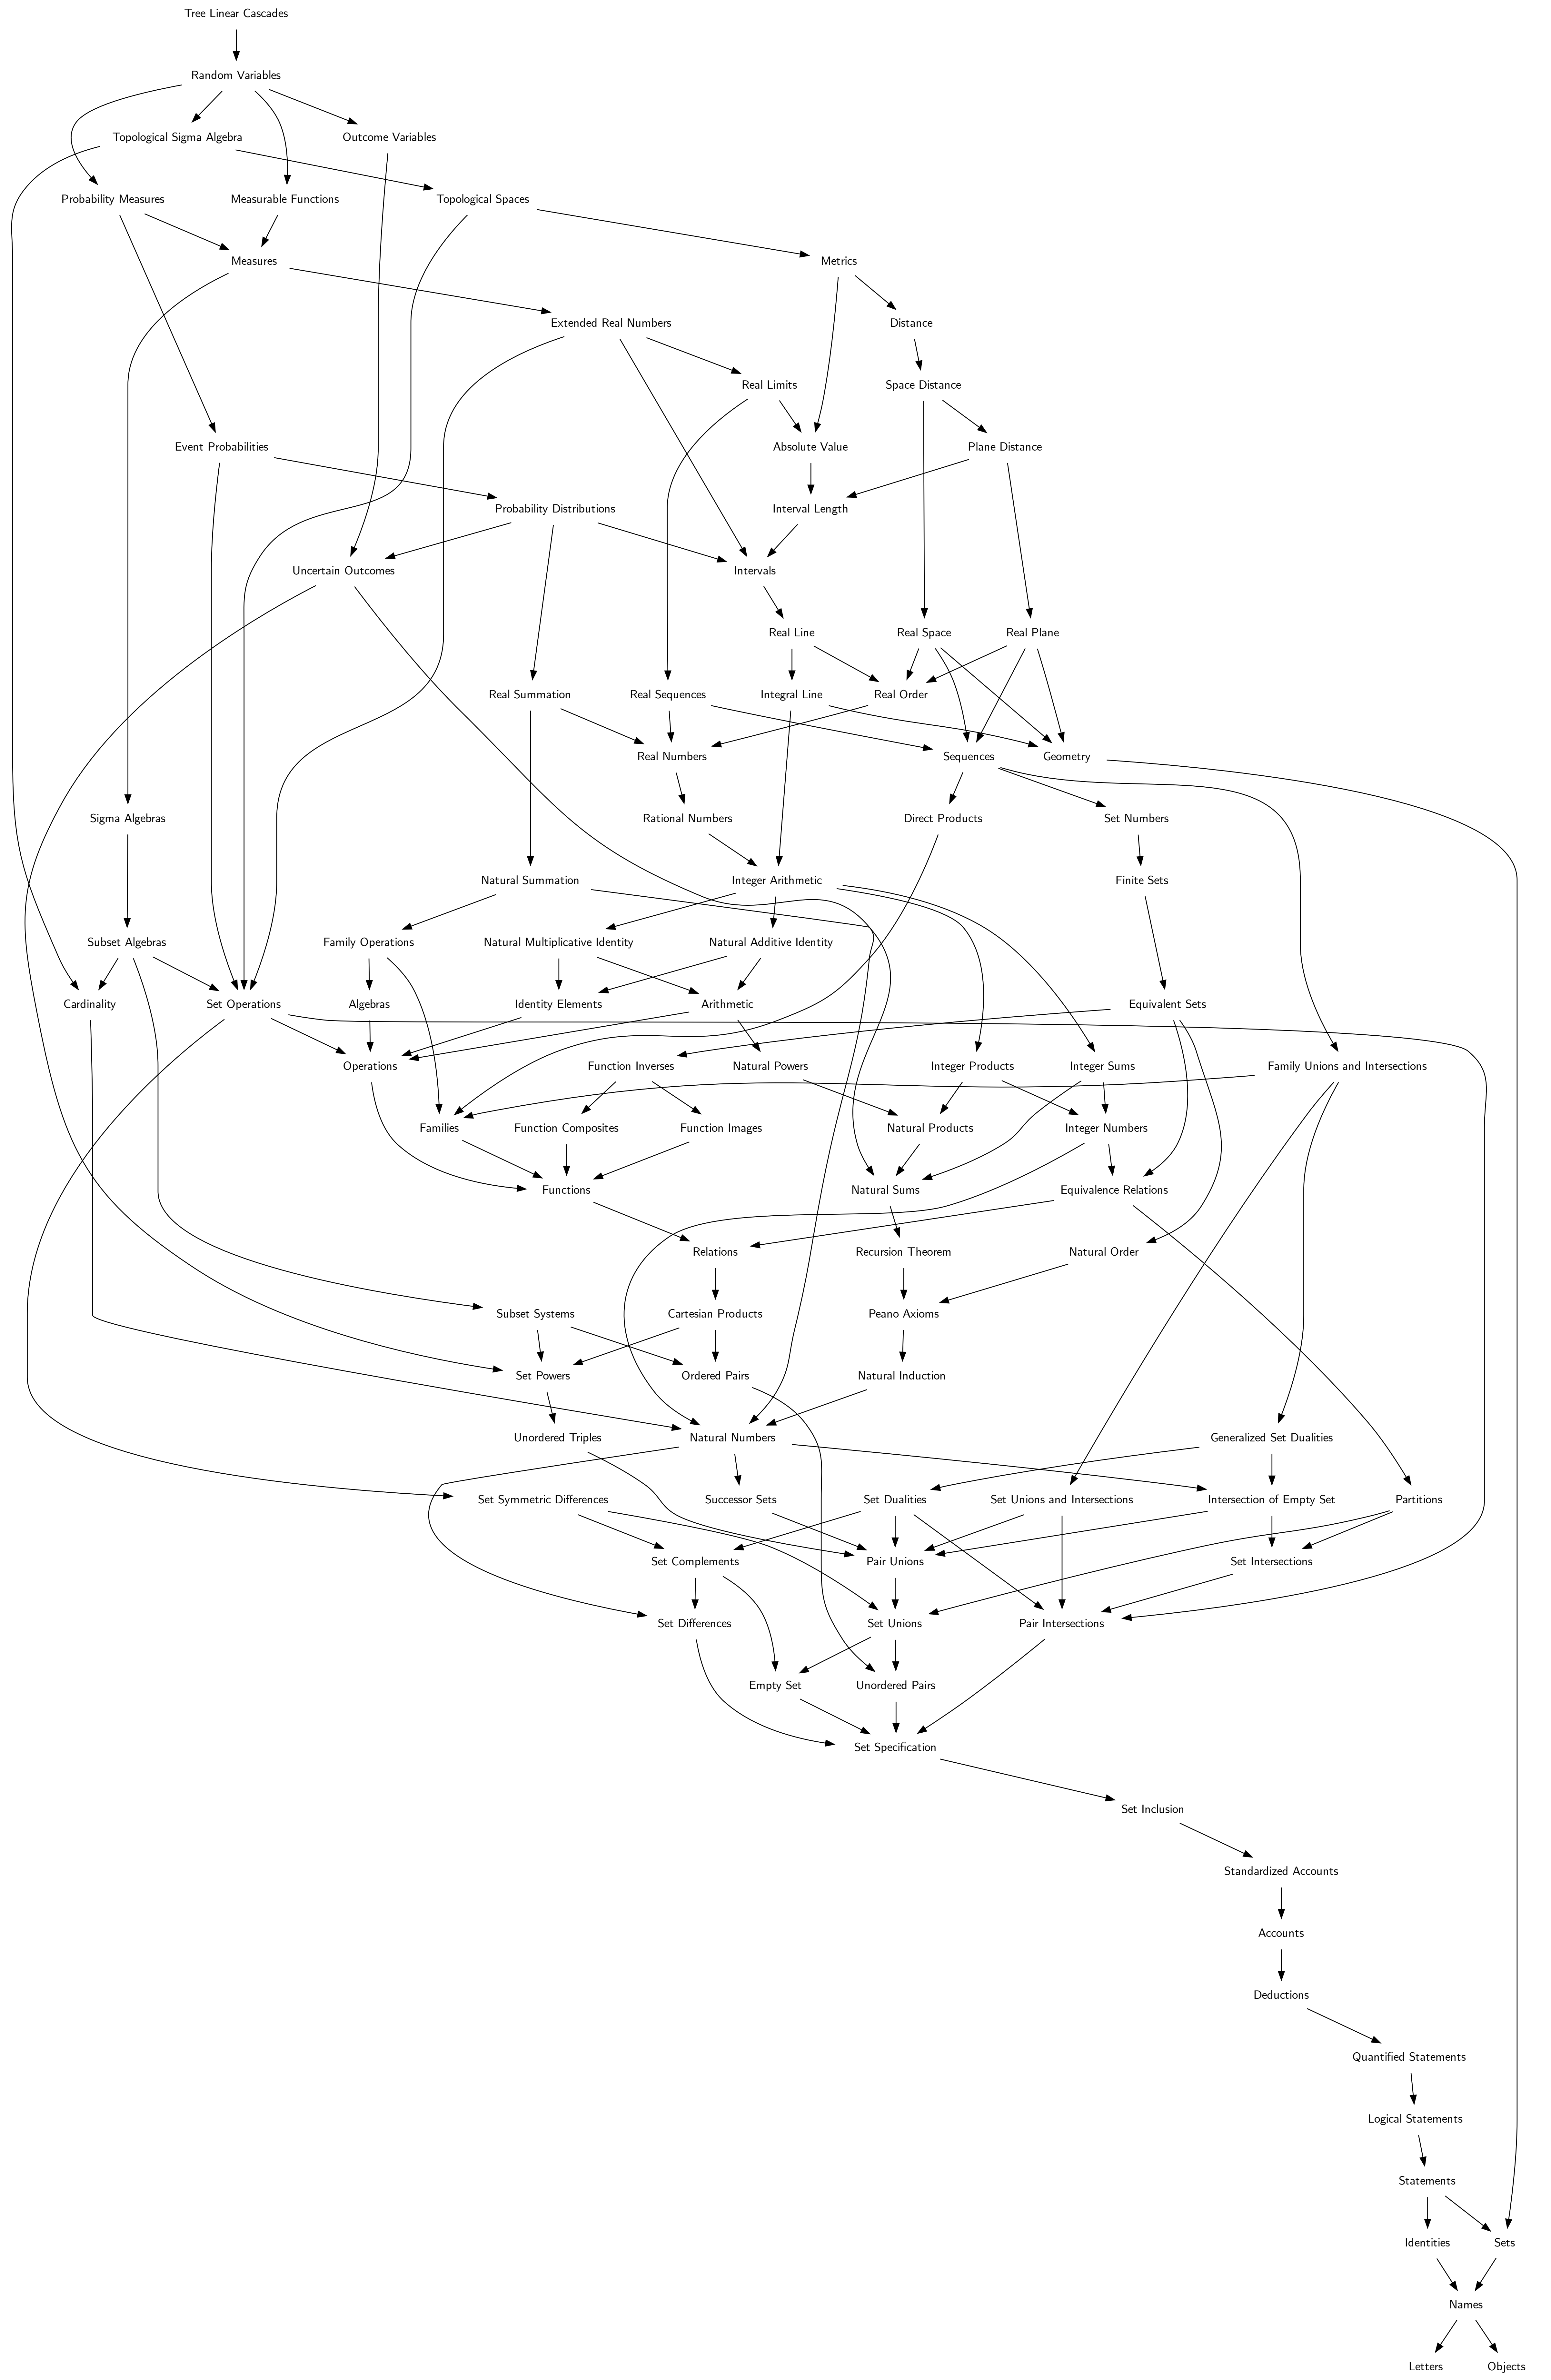 Tree Linear Cascades
Random Variables
Topological Sigma Algebra
Outcome Variables
Probability Measures
Measurable Functions
Topological Spaces
Measures
Metrics
Extended Real Numbers
Distance
Real Limits
Space Distance
Event Probabilities
Absolute Value
Plane Distance
Probability Distributions
Interval Length
Uncertain Outcomes
Intervals
Real Line
Real Space
Real Plane
Real Summation
Real Sequences
Integral Line
Real Order
Real Numbers
Sequences
Geometry
Sigma Algebras
Rational Numbers
Direct Products
Set Numbers
Natural Summation
Integer Arithmetic
Finite Sets
Subset Algebras
Family Operations
Natural Multiplicative Identity
Natural Additive Identity
Cardinality
Set Operations
Algebras
Identity Elements
Arithmetic
Equivalent Sets
Operations
Function Inverses
Natural Powers
Integer Products
Integer Sums
Family Unions and Intersections
Families
Function Composites
Function Images
Natural Products
Integer Numbers
Functions
Natural Sums
Equivalence Relations
Relations
Recursion Theorem
Natural Order
Subset Systems
Cartesian Products
Peano Axioms
Set Powers
Ordered Pairs
Natural Induction
Unordered Triples
Natural Numbers
Generalized Set Dualities
Set Symmetric Differences
Successor Sets
Set Dualities
Set Unions and Intersections
Intersection of Empty Set
Partitions
Set Complements
Pair Unions
Set Intersections
Set Differences
Set Unions
Pair Intersections
Empty Set
Unordered Pairs
Set Specification
Set Inclusion
Standardized Accounts
Accounts
Deductions
Quantified Statements
Logical Statements
Statements
Identities
Sets
Names
Letters
Objects